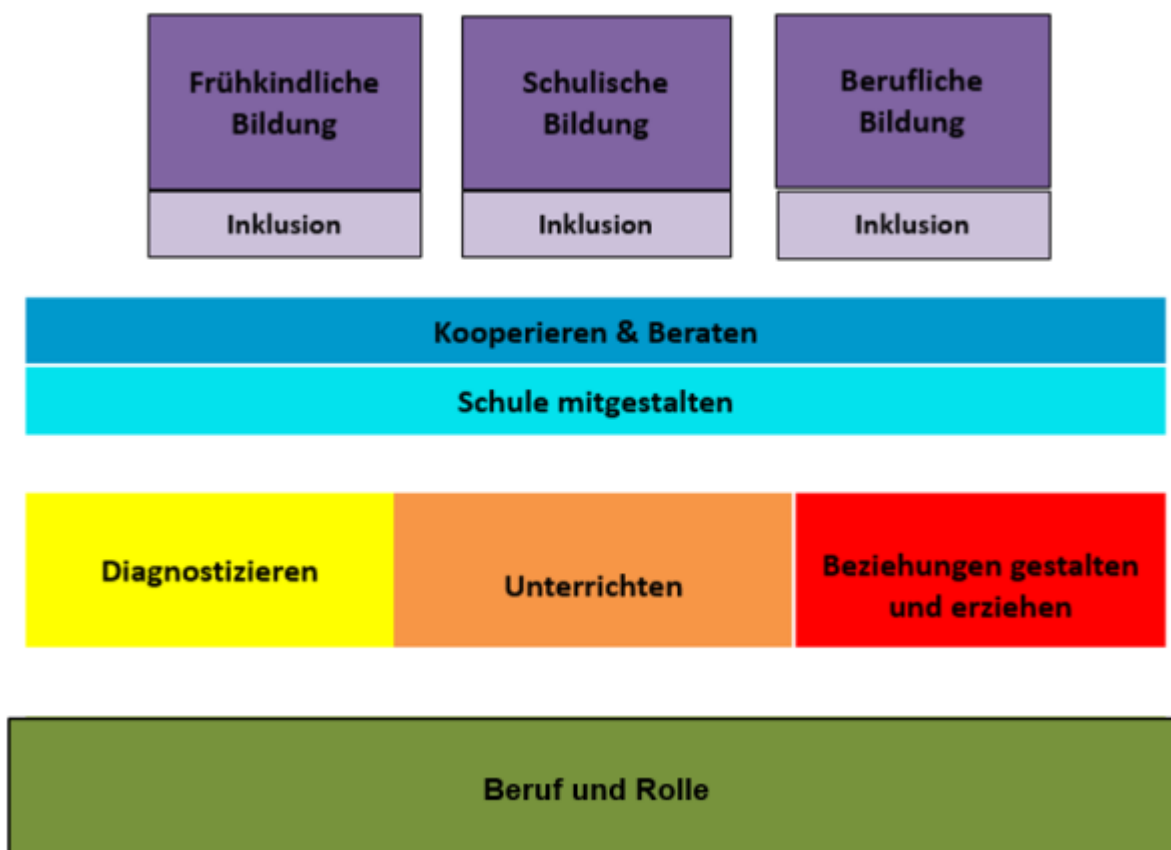 Frühkindliche
Bildung
Schulische
Bildung
Berufliche
Bildung
Inklusion
Inklusion
Inklusion
Kooperieren & Beraten
Schule mitgestalten
Diagnostizieren
Unterrichten
Beziehungen gestalten
und erziehen
Beruf und Rolle